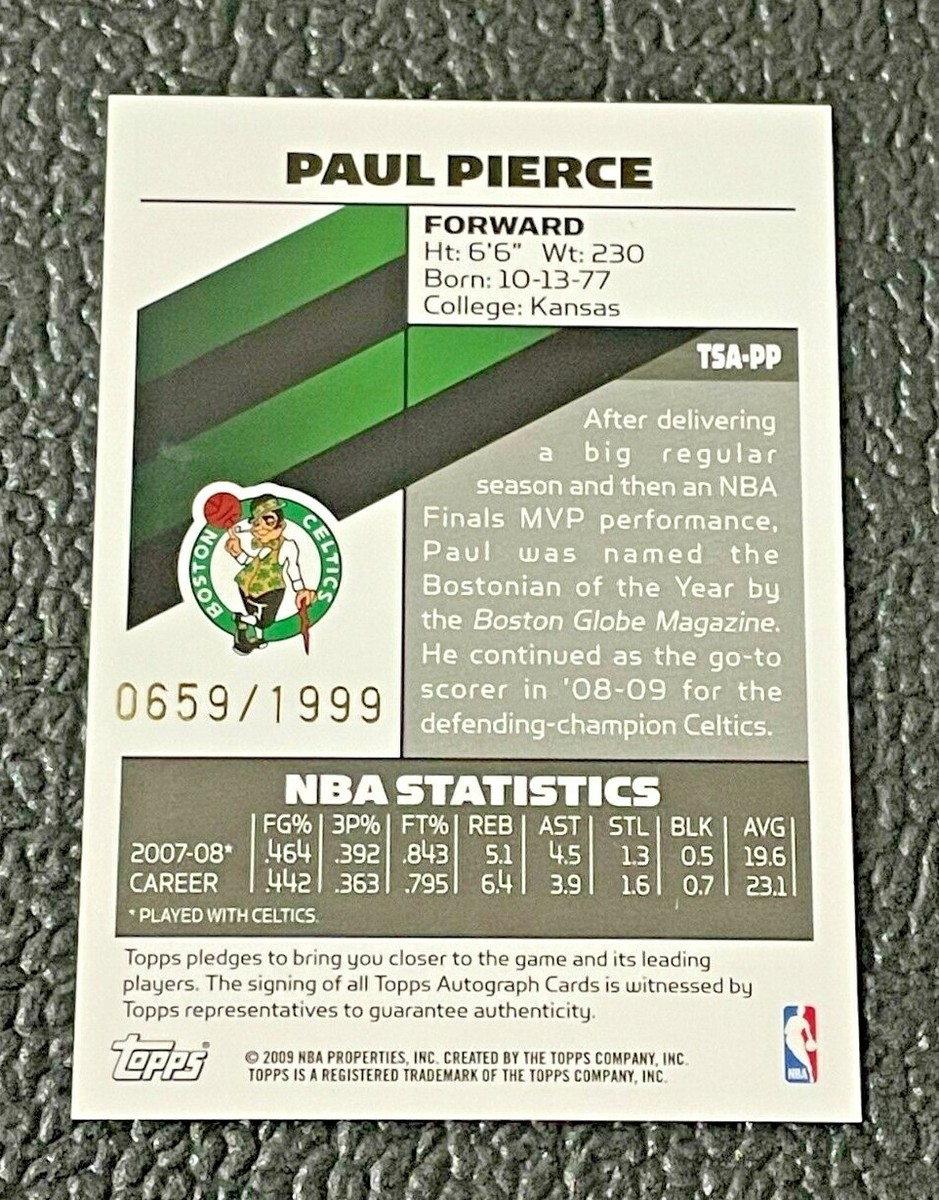 PAUL PIERCE
FORWARD
Ht: 6'6" Wt: 230
Born: 10-13-77
College: Kansas
TSA-PP
After delivering
a big regular
season and then an NBA
Finals MVP performance,
Paul was named the
Bostonian of the Year by
the Boston Globe Magazine.
He continued as the go-to
scorer in '08-09 for the
defending-champion Celtics.
BOSTON CELTICS
0659/1999
NBA STATISTICS
FG% 3P% FT% REB AST STL BLK AVG
2007-08* .464 .392 .843 5.1 4.5 1.3 0.5 19.6
CAREER .442 .363 .795 6.4 3.9 1.6 0.7 23.1
* PLAYED WITH CELTICS.
Topps pledges to bring you closer to the game and its leading
players. The signing of all Topps Autograph Cards is witnessed by
Topps representatives to guarantee authenticity.
Topps®
© 2009 NBA PROPERTIES, INC. CREATED BY THE TOPPS COMPANY, INC.
TOPPS IS A REGISTERED TRADEMARK OF THE TOPPS COMPANY, INC.
NBA